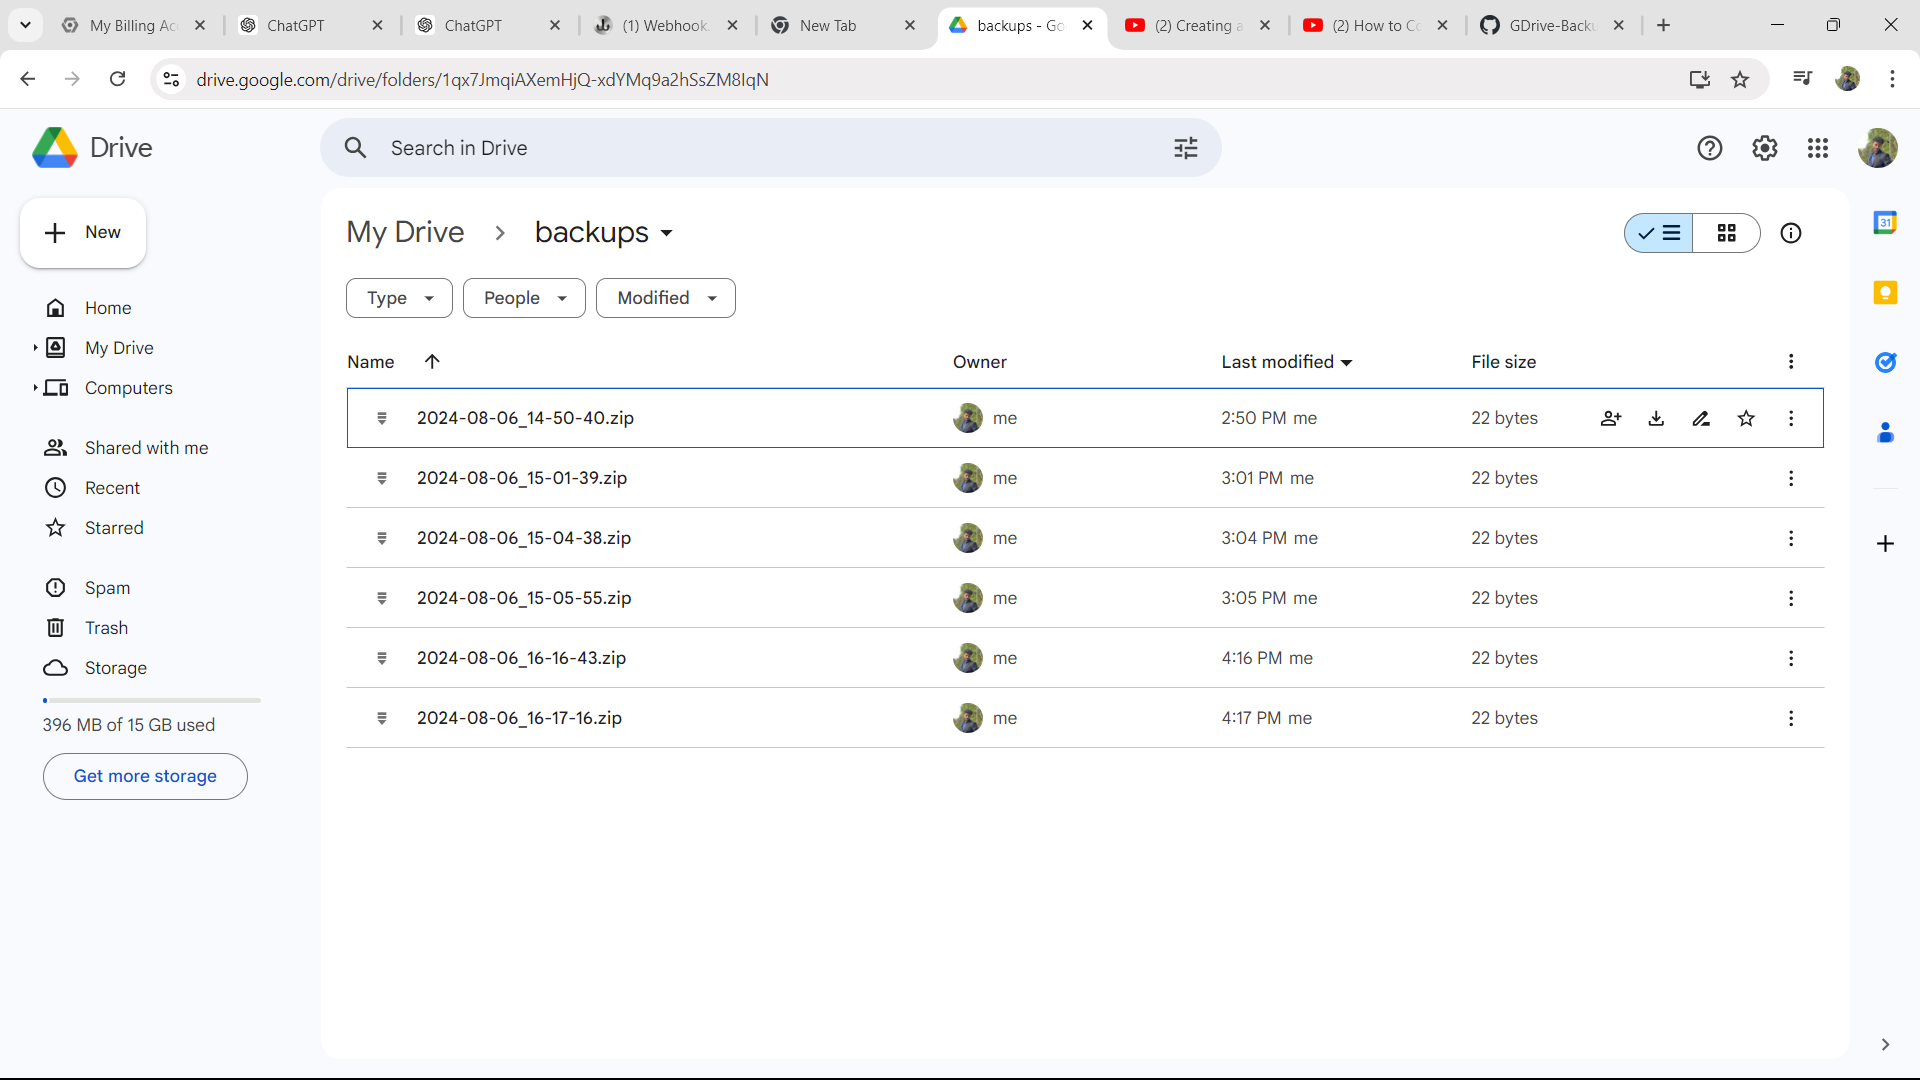 My Billing Ac
ChatGPT
ChatGPT
(1) Webhook.
New Tab
backups - Go
(2) Creating a
(2) How to Co
GDrive-Backu
drive.google.com/drive/folders/1qx7JmqiAXemHjQ-xdYMq9a2hSsZM8IqN
Drive
Search in Drive
New
Home
My Drive
Computers
Shared with me
Recent
Starred
Spam
Trash
Storage
396 MB of 15 GB used
Get more storage
My Drive > backups
Type
People
Modified
Name Owner Last modified File size
2024-08-06_14-50-40.zip me 2:50 PM me 22 bytes
2024-08-06_15-01-39.zip me 3:01 PM me 22 bytes
2024-08-06_15-04-38.zip me 3:04 PM me 22 bytes
2024-08-06_15-05-55.zip me 3:05 PM me 22 bytes
2024-08-06_16-16-43.zip me 4:16 PM me 22 bytes
2024-08-06_16-17-16.zip me 4:17 PM me 22 bytes
31